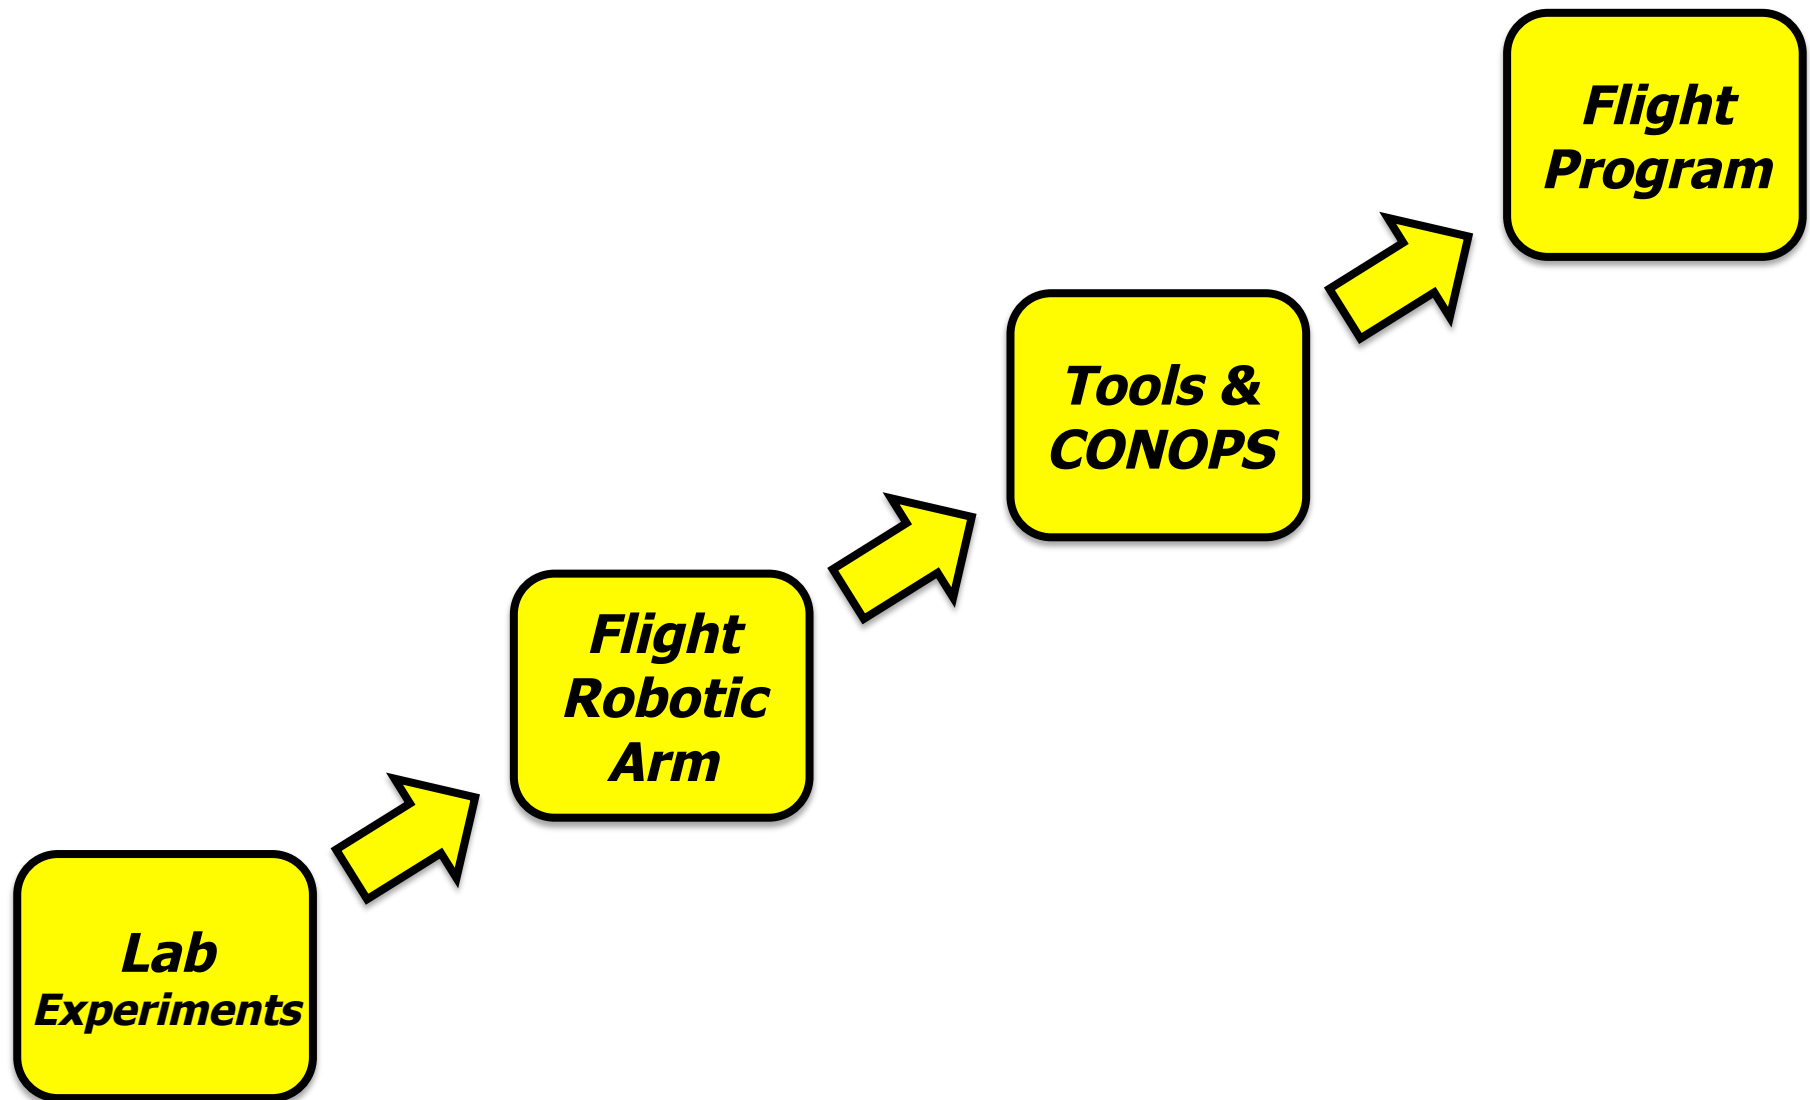 Flight
Program
Tools &
CONOPS
Flight
Robotic
Arm
Lab
Experiments